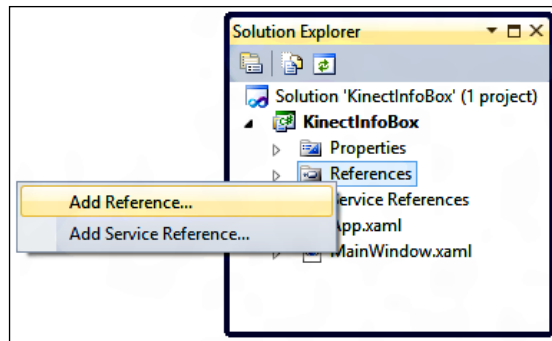 Solution Explorer
Solution 'KinectInfoBox' (1 project)
KinectInfoBox
Properties
References
Add Reference...
Service References
App.xaml
Add Service Reference...
MainWindow.xaml